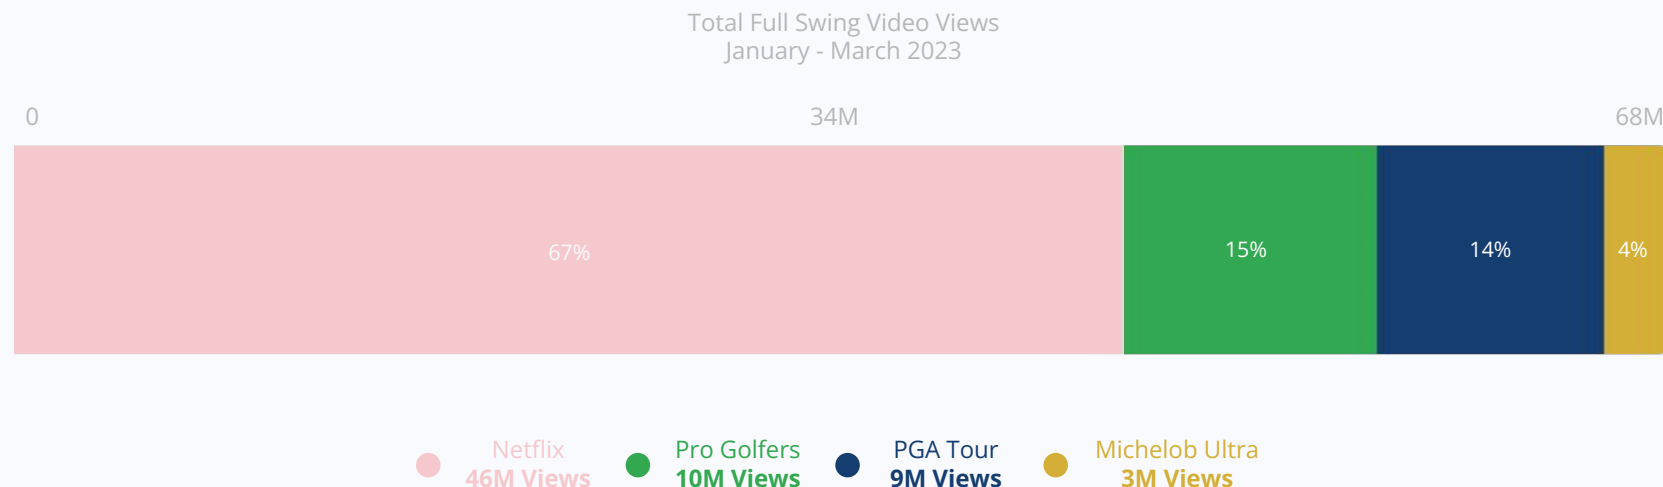 Total Full Swing Video Views
January - March 2023
0 34M 68M
67% 15% 14% 4%
Netflix Pro Golfers PGA Tour Michelob Ultra
46M Views 10M Views 9M Views 3M Views